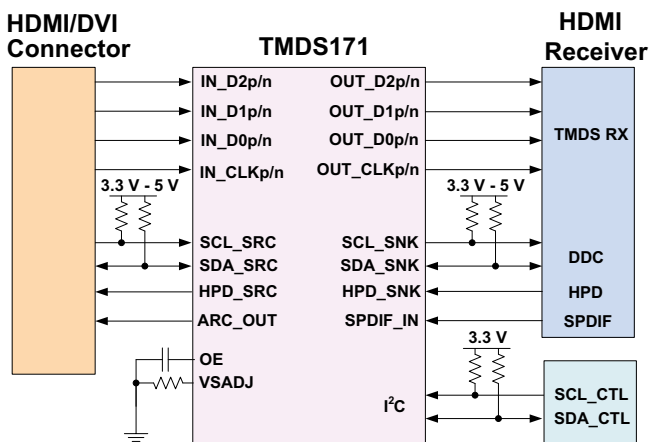 HDMI/DVI
Connector
TMDS171
HDMI
Receiver
IN_D2p/n
OUT_D2p/n
IN_D1p/n
OUT_D1p/n
IN_D0p/n
OUT_D0p/n
TMDS RX
IN_CLKp/n
OUT_CLKp/n
3.3 V - 5 V
3.3 V - 5 V
SCL_SRC
SCL_SNK
SDA_SRC
SDA_SNK
DDC
HPD_SRC
HPD_SNK
HPD
ARC_OUT
SPDIF_IN
SPDIF
3.3 V
OE
VSADJ
I²C
SCL_CTL
SDA_CTL